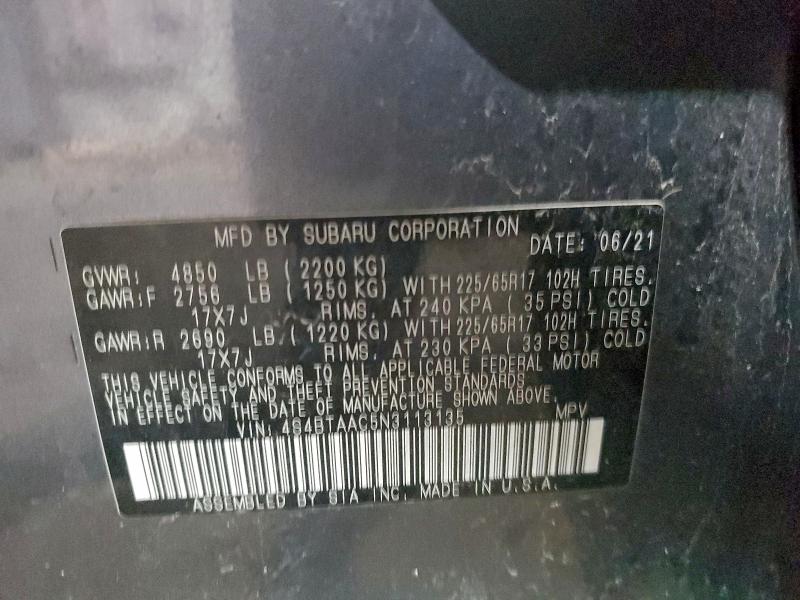 MFD BY SUBARU CORPORATION DATE: 06/21
GVWR: 4850 LB ( 2200 KG)
GAWR:F 2756 LB ( 1250 KG) WITH 225/65R17 102H TIRES.
17X7J RIMS. AT 240 KPA ( 35 PSI) COLD
GAWR:R 2690 LB.( 1220 KG) WITH 225/65R17 102H TIRES.
17X7J RIMS. AT 230 KPA ( 33 PSI) COLD
THIS VEHICLE CONFORMS TO ALL APPLICABLE FEDERAL MOTOR
VEHICLE SAFETY AND THEFT PREVENTION STANDARDS
IN EFFECT ON THE DATE OF MANUFACTURE SHOWN ABOVE.
VIN: 4S4BTAAC5N3113135 MPV
ASSEMBLED BY SIA INC. MADE IN U.S.A.